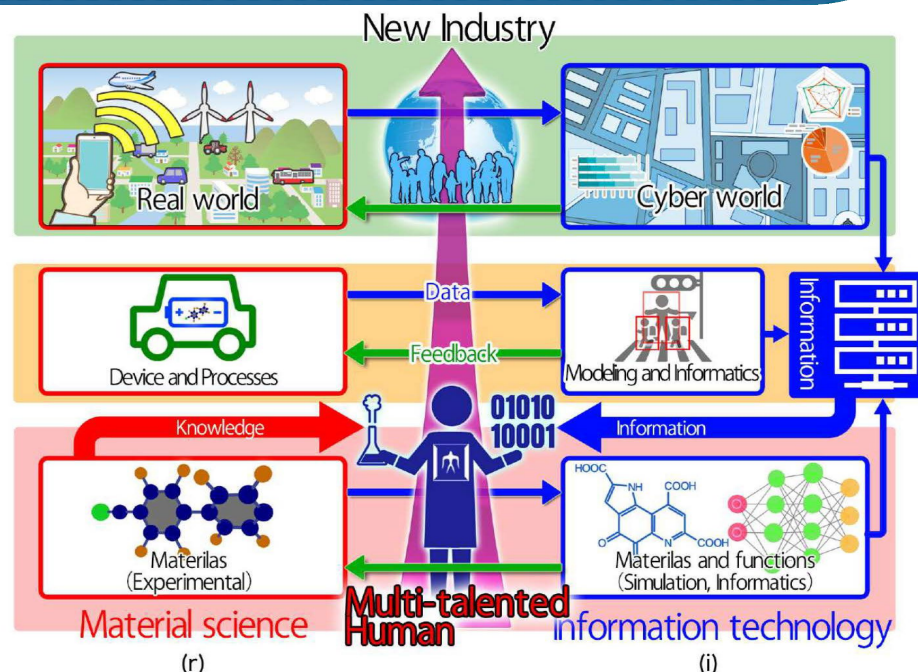 New Industry
Real world
Cyber world
Data
Feedback
Device and Processes
Modeling and Informatics
Information
Knowledge
01010
10001
Information
HOOC
NH
COOH
O
O
N
COOH
Materilas
(Experimental)
Materilas and functions
(Simulation, Informatics)
Material science
Multi-talented
Human
Information technology
(r)
(i)